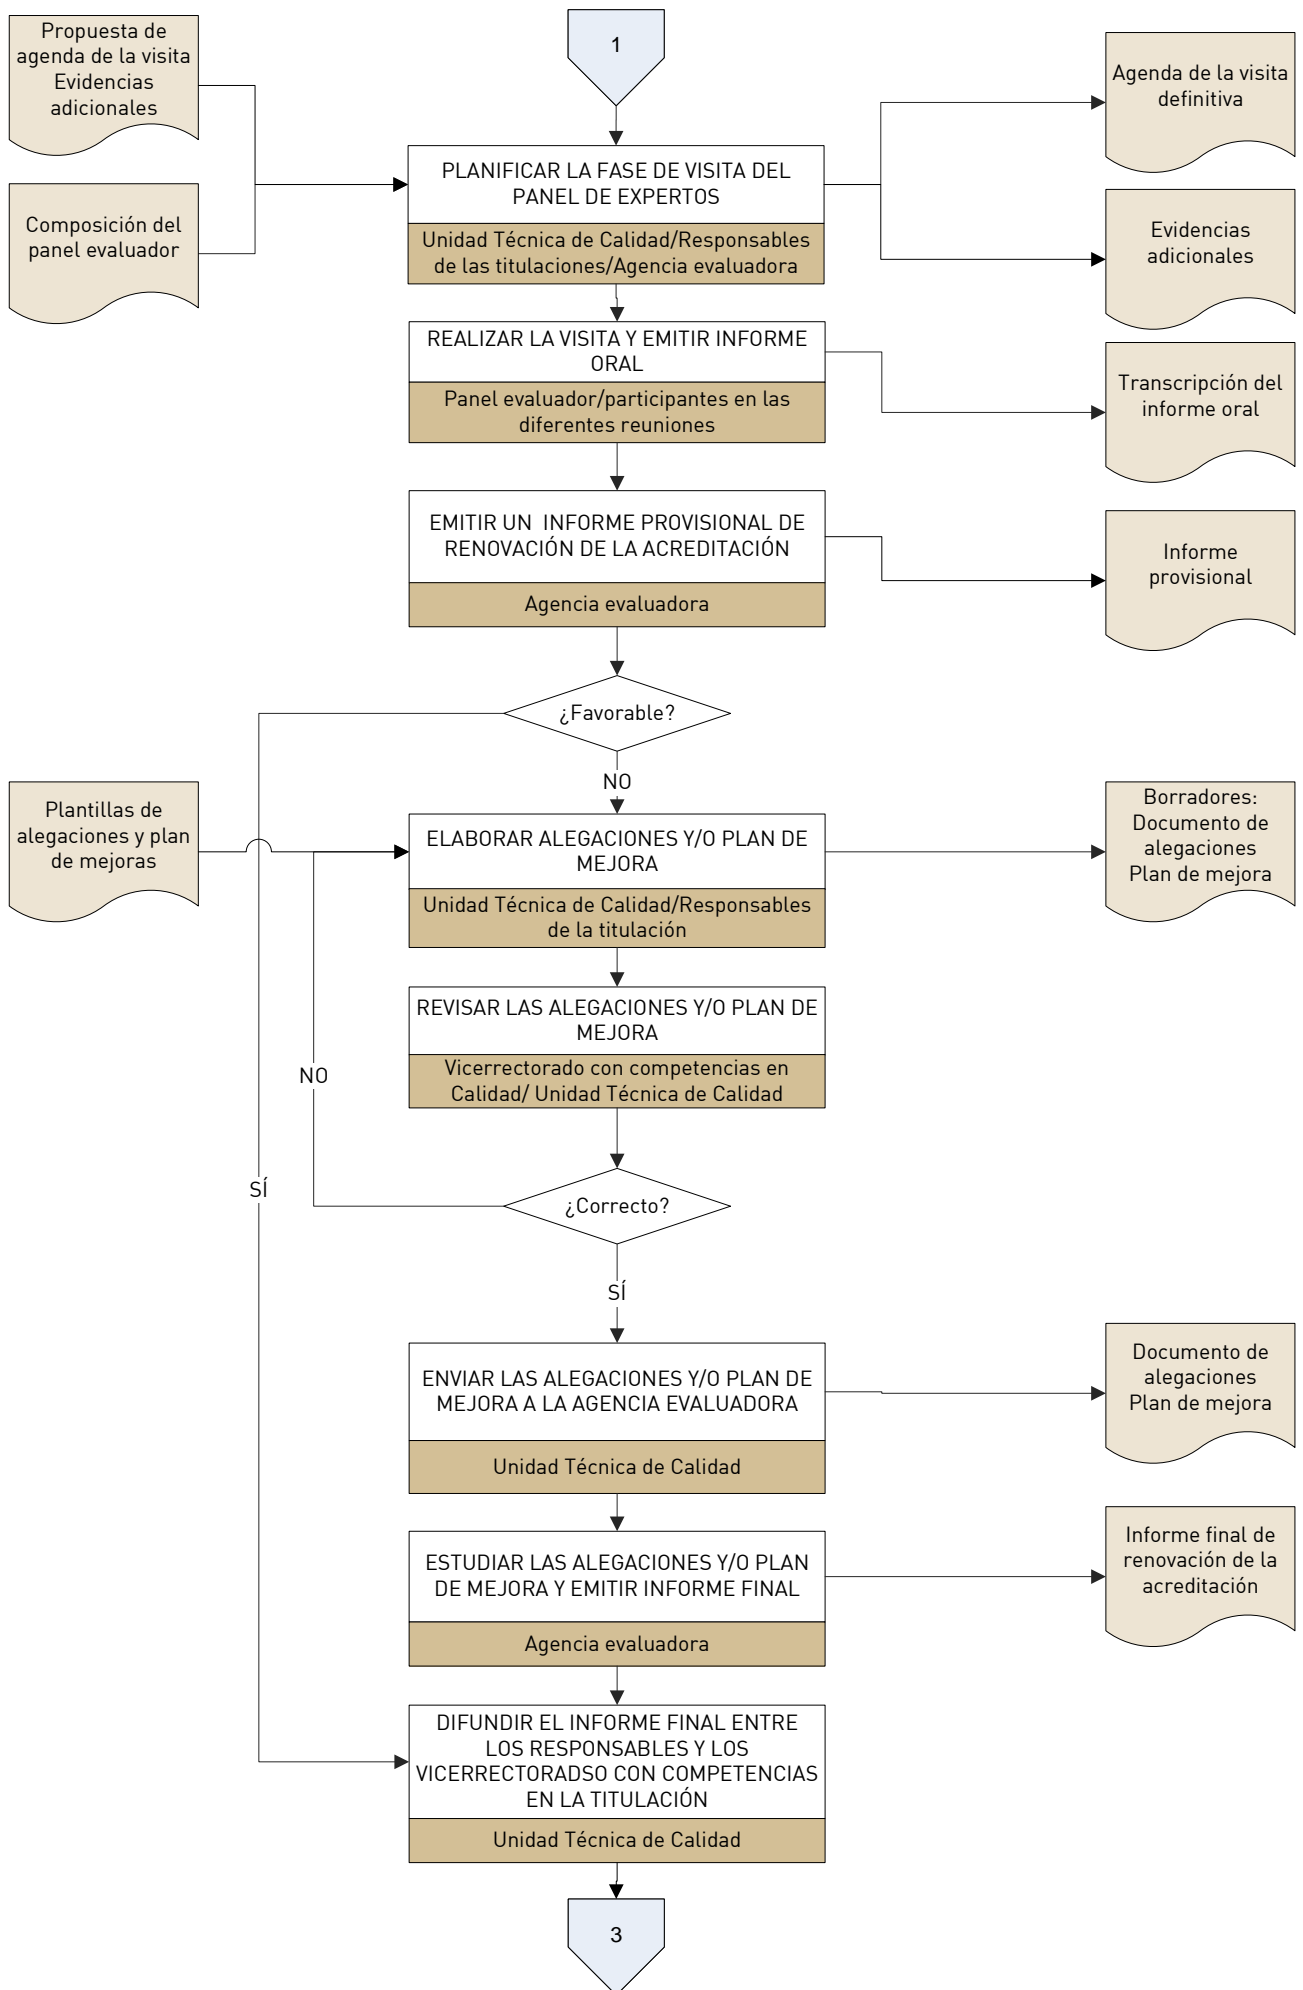 Propuesta de
agenda de la visita
Evidencias
adicionales
1
Agenda de la visita
definitiva
PLANIFICAR LA FASE DE VISITA DEL
PANEL DE EXPERTOS
Unidad Técnica de Calidad/Responsables
de las titulaciones/Agencia evaluadora
Composición del
panel evaluador
Evidencias
adicionales
REALIZAR LA VISITA Y EMITIR INFORME
ORAL
Panel evaluador/participantes en las
diferentes reuniones
Transcripción del
informe oral
EMITIR UN  INFORME PROVISIONAL DE
RENOVACIÓN DE LA ACREDITACIÓN
Agencia evaluadora
Informe
provisional
¿Favorable?
NO
Plantillas de
alegaciones y plan
de mejoras
ELABORAR ALEGACIONES Y/O PLAN DE
MEJORA
Unidad Técnica de Calidad/Responsables
de la titulación
Borradores:
Documento de
alegaciones
Plan de mejora
REVISAR LAS ALEGACIONES Y/O PLAN DE
MEJORA
Vicerrectorado con competencias en
Calidad/ Unidad Técnica de Calidad
NO
SÍ
¿Correcto?
SÍ
ENVIAR LAS ALEGACIONES Y/O PLAN DE
MEJORA A LA AGENCIA EVALUADORA
Unidad Técnica de Calidad
Documento de
alegaciones
Plan de mejora
ESTUDIAR LAS ALEGACIONES Y/O PLAN
DE MEJORA Y EMITIR INFORME FINAL
Agencia evaluadora
Informe final de
renovación de la
acreditación
DIFUNDIR EL INFORME FINAL ENTRE
LOS RESPONSABLES Y LOS
VICERRECTORADSO CON COMPETENCIAS
EN LA TITULACIÓN
Unidad Técnica de Calidad
3